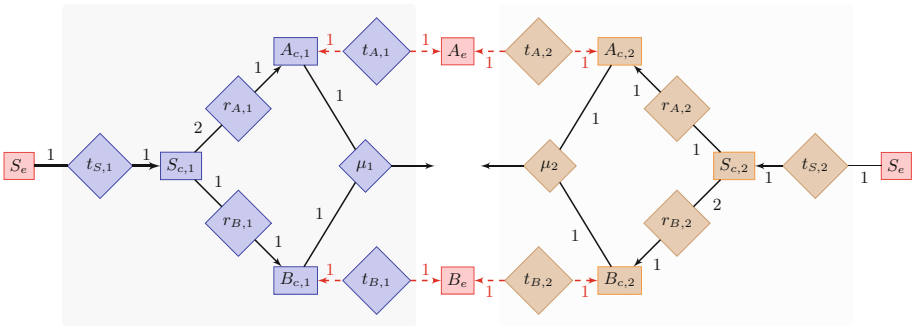 A_{c,1} 1 t_{A,1} 1 A_e 1 t_{A,2} 1 A_{c,2}
1 1 1 1
2 r_{A,1} r_{A,2} 1
S_e 1 t_{S,1} 1 S_{c,1} μ_1 μ_2 S_{c,2} 1 t_{S,2} 1 S_e
1 r_{B,1} 1 r_{B,2} 2
1 1 1
B_{c,1} 1 t_{B,1} 1 B_e 1 t_{B,2} 1 B_{c,2}